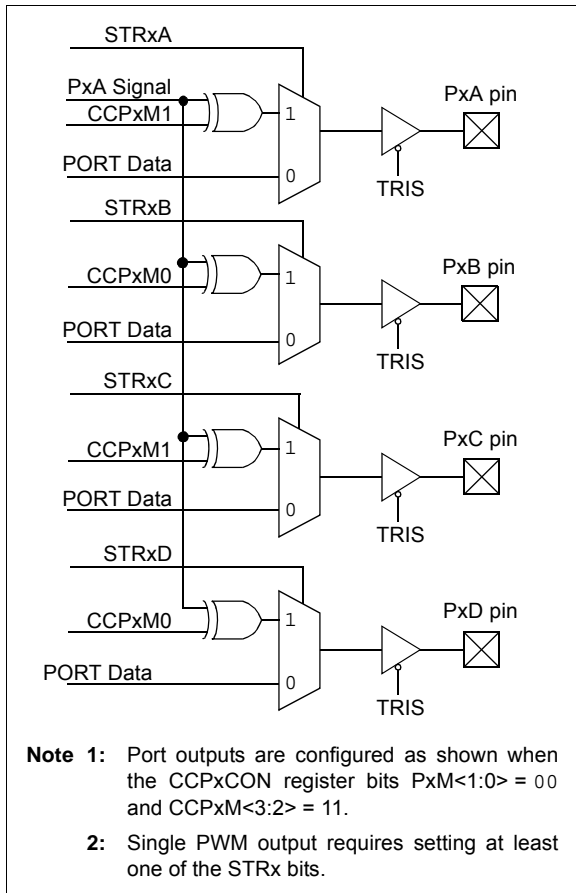 STRxA
PxA Signal
PxA pin
CCPxM1
1
PORT Data
0
TRIS
STRxB
PxB pin
CCPxM0
1
PORT Data
0
TRIS
STRxC
PxC pin
CCPxM1
1
PORT Data
0
TRIS
STRxD
PxD pin
CCPxM0
1
PORT Data
0
TRIS
Note 1: Port outputs are configured as shown when
the CCPxCON register bits PxM<1:0> = 00
and CCPxM<3:2> = 11.
2: Single PWM output requires setting at least
one of the STRx bits.